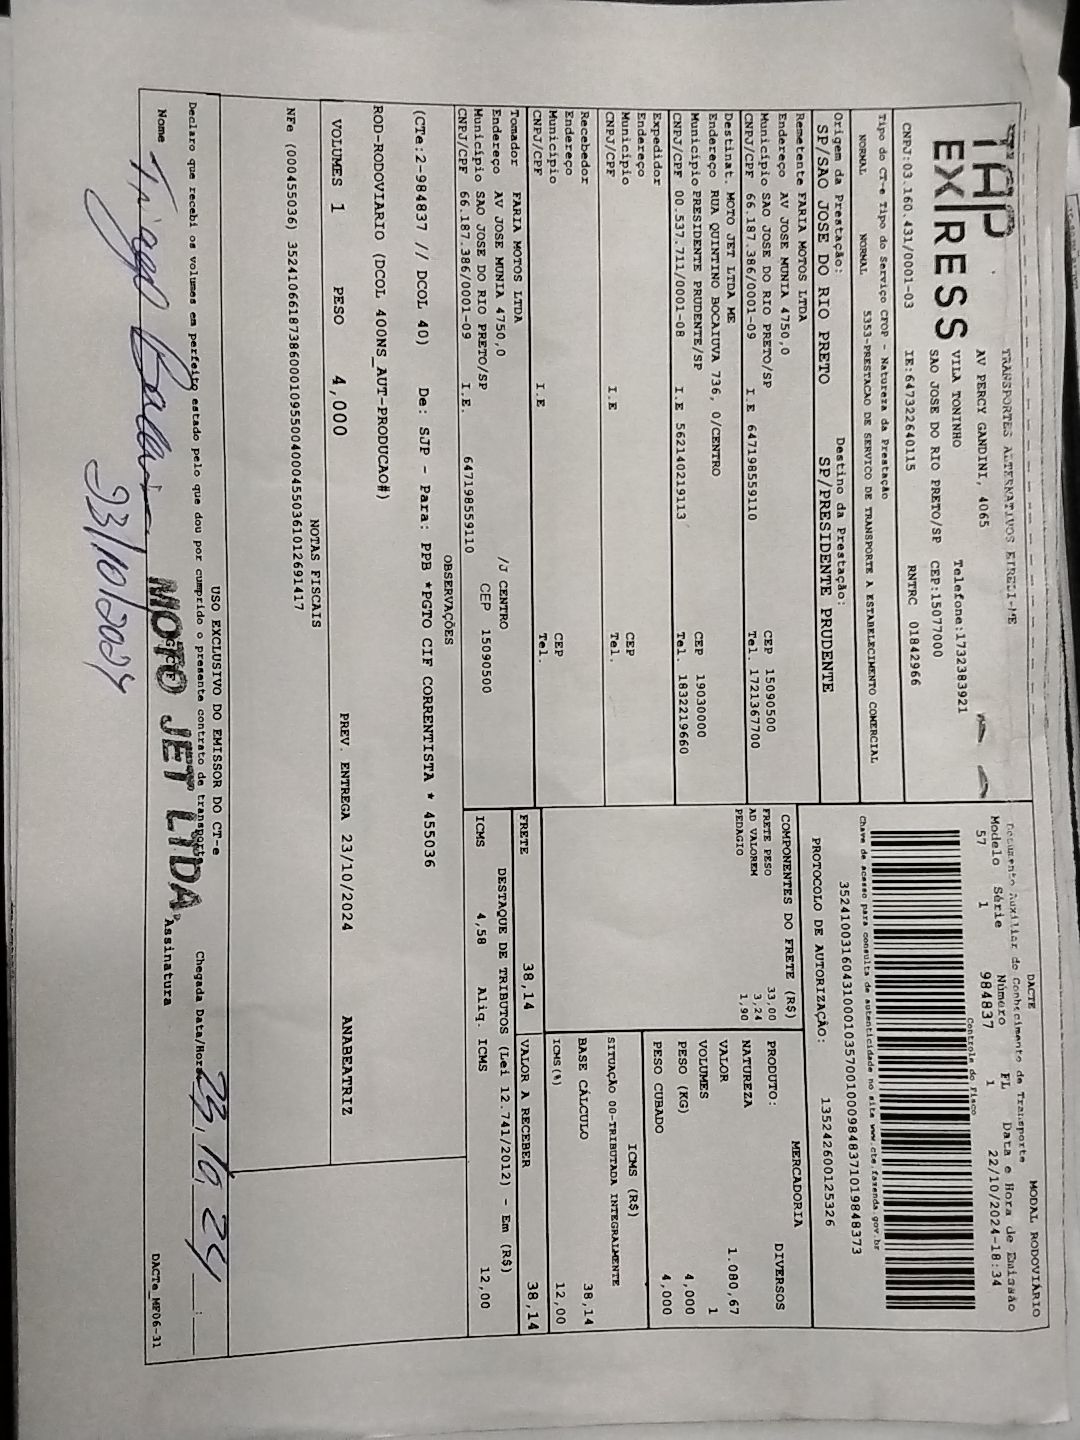 TAP
EXPRESS
TRANSPORTES ALTERNATIVOS EIRELI-ME
AV PERCY GANDINI, 4065
VILA TONINHO Telefone:1732383921
SAO JOSE DO RIO PRETO/SP CEP:15077000
CNPJ:03.160.431/0001-03 IE:647322640115 RNTRC 01842966
Tipo do CT-e Tipo do Serviço CFOP - Natureza da Prestação
NORMAL NORMAL 5353-PRESTACAO DE SERVICO DE TRANSPORTE A ESTABELECIMENTO COMERCIAL
Origem da Prestação: Destino da Prestação:
SP/SAO JOSE DO RIO PRETO SP/PRESIDENTE PRUDENTE
Remetente FARIA MOTOS LTDA
Endereço AV JOSE MUNIA 4750,0 CEP 15090500
Município SAO JOSE DO RIO PRETO/SP Tel. 1721367700
CNPJ/CPF 66.187.386/0001-09 I.E 647198559110
Destinat. MOTO JET LTDA ME
Endereço RUA QUINTINO BOCAIUVA 736, 0/CENTRO
Município PRESIDENTE PRUDENTE/SP CEP 19030000
CNPJ/CPF 00.537.711/0001-08 I.E 562140219113 Tel. 1832219660
Expedidor
Endereço
Município CEP
CNPJ/CPF I.E Tel.
Recebedor
Endereço
Município CEP
CNPJ/CPF I.E Tel.
Tomador FARIA MOTOS LTDA
Endereço AV JOSE MUNIA 4750,0 /J CENTRO
Município SAO JOSE DO RIO PRETO/SP CEP 15090500
CNPJ/CPF 66.187.386/0001-09 I.E. 647198559110
DACTE MODAL RODOVIÁRIO
Documento Auxiliar do Conhecimento de Transporte
Modelo Série Número FL Data e Hora de Emissão
57 1 984837 1 22/10/2024-18:34
Controle do Fisco
Chave de acesso para consulta de autenticidade no site www.cte.fazenda.gov.br
35241003160431000103570010009848371019848373
PROTOCOLO DE AUTORIZAÇÃO: 135242600125326
COMPONENTES DO FRETE (R$)
FRETE PESO 33,00
AD VALOREM 3,24
PEDAGIO 1,90
MERCADORIA
PRODUTO: DIVERSOS
NATUREZA
VALOR 1.080,67
VOLUMES 1
PESO (KG) 4,000
PESO CUBADO 4,000
ICMS (R$)
SITUAÇÃO 00-TRIBUTADA INTEGRALMENTE
BASE CÁLCULO 38,14
ICMS(%) 12,00
FRETE 38,14 VALOR A RECEBER 38,14
DESTAQUE DE TRIBUTOS (Lei 12.741/2012) - Em (R$)
ICMS 4,58 Aliq. ICMS 12,00
OBSERVAÇÕES
(CTe:2-984837 // DCOL 40) De: SJP - Para: PPB *PGTO CIF CORRENTISTA * 455036
ROD-RODOVIARIO (DCOL 400NS_AUT-PRODUCAO#)
VOLUMES 1 PESO 4,000 PREV. ENTREGA 23/10/2024 ANABEATRIZ
NOTAS FISCAIS
NFe (000455036) 35241066187386000109550040004550361012691417
USO EXCLUSIVO DO EMISSOR DO CT-e
Declaro que recebi os volumes em perfeito estado pelo que dou por cumprido o presente contrato de transporte Chegada Data/Hora 23, 10, 24 :
Nome MOTO JET LTDA. Assinatura
DACTe_MF06-31
23/10/2024